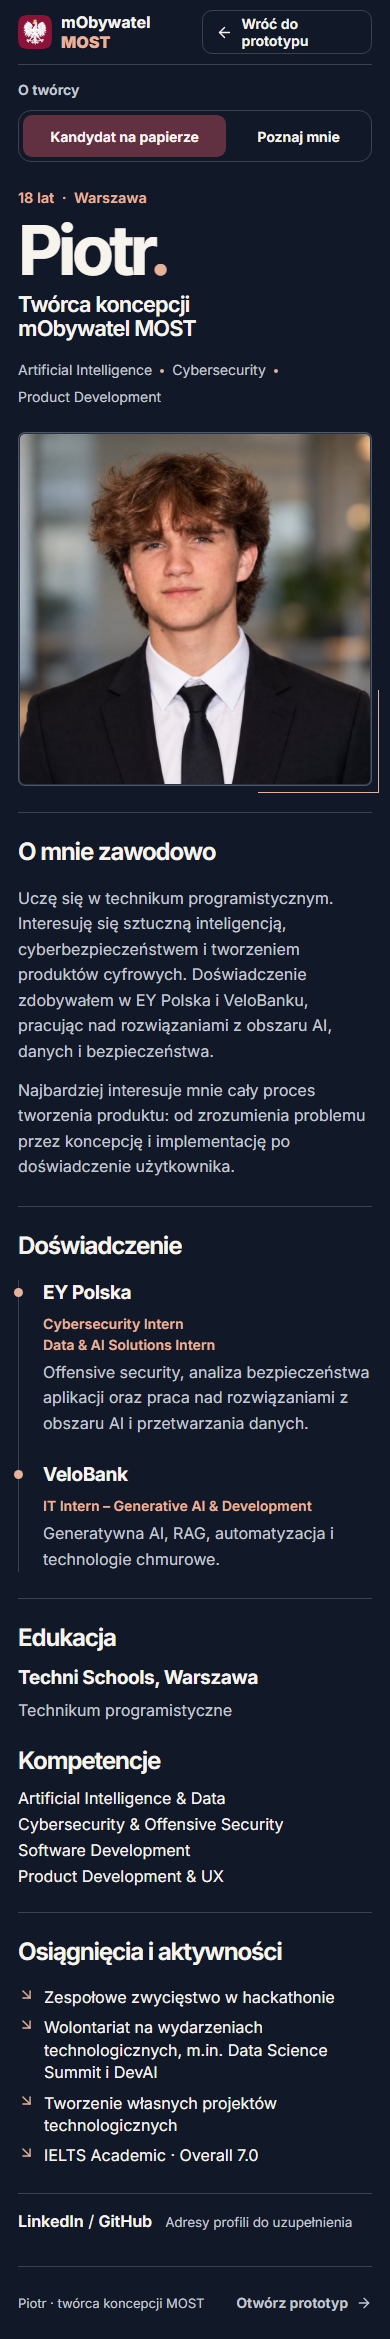 mObywatel
MOST
Wróć do
prototypu
O twórcy
Kandydat na papierze
Poznaj mnie
18 lat · Warszawa
Piotr.
Twórca koncepcji
mObywatel MOST
Artificial Intelligence • Cybersecurity •
Product Development
O mnie zawodowo
Uczę się w technikum programistycznym.
Interesuję się sztuczną inteligencją,
cyberbezpieczeństwem i tworzeniem
produktów cyfrowych. Doświadczenie
zdobywałem w EY Polska i VeloBanku,
pracując nad rozwiązaniami z obszaru AI,
danych i bezpieczeństwa.
Najbardziej interesuje mnie cały proces
tworzenia produktu: od zrozumienia problemu
przez koncepcję i implementację po
doświadczenie użytkownika.
Doświadczenie
EY Polska
Cybersecurity Intern
Data & AI Solutions Intern
Offensive security, analiza bezpieczeństwa
aplikacji oraz praca nad rozwiązaniami z
obszaru AI i przetwarzania danych.
VeloBank
IT Intern – Generative AI & Development
Generatywna AI, RAG, automatyzacja i
technologie chmurowe.
Edukacja
Techni Schools, Warszawa
Technikum programistyczne
Kompetencje
Artificial Intelligence & Data
Cybersecurity & Offensive Security
Software Development
Product Development & UX
Osiągnięcia i aktywności
Zespołowe zwycięstwo w hackathonie
Wolontariat na wydarzeniach
technologicznych, m.in. Data Science
Summit i DevAI
Tworzenie własnych projektów
technologicznych
IELTS Academic · Overall 7.0
LinkedIn / GitHub Adresy profili do uzupełnienia
Piotr · twórca koncepcji MOST
Otwórz prototyp →